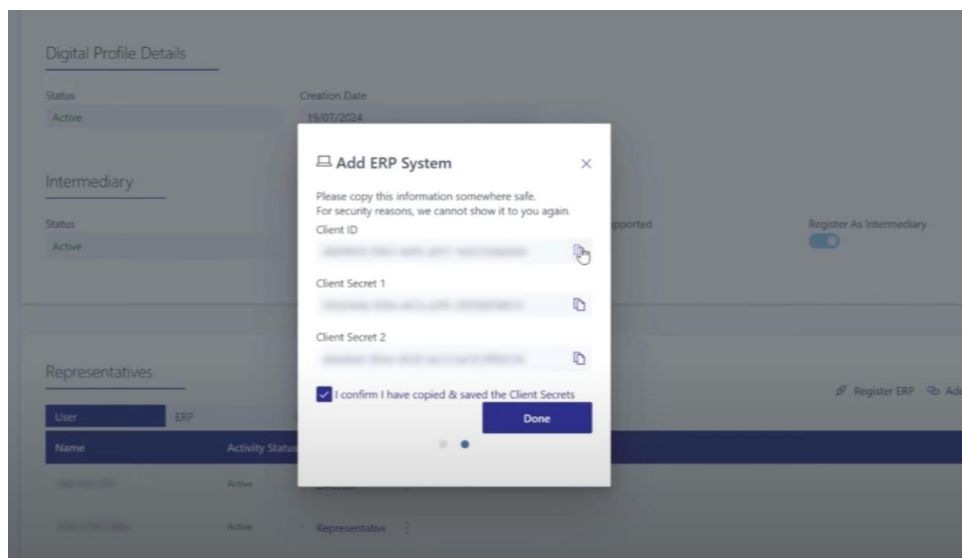 Digital Profile Details
Status
Creation Date
Active
19/07/2024
Add ERP System
Please copy this information somewhere safe.
For security reasons, we cannot show it to you again.
Client ID
Client Secret 1
Client Secret 2
I confirm I have copied & saved the Client Secrets
Done
Intermediary
Status
Register As Intermediary
Active
Representatives
Register ERP
User
ERP
Name
Activity Status
Active
Active
Representative